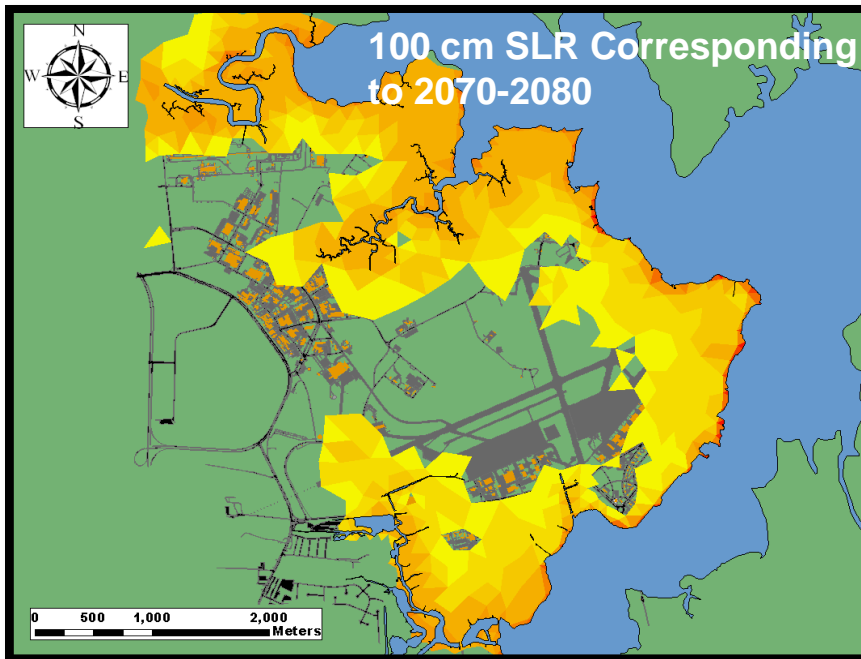 100 cm SLR Corresponding
to 2070-2080
N
W E
S
0 500 1,000 2,000
Meters